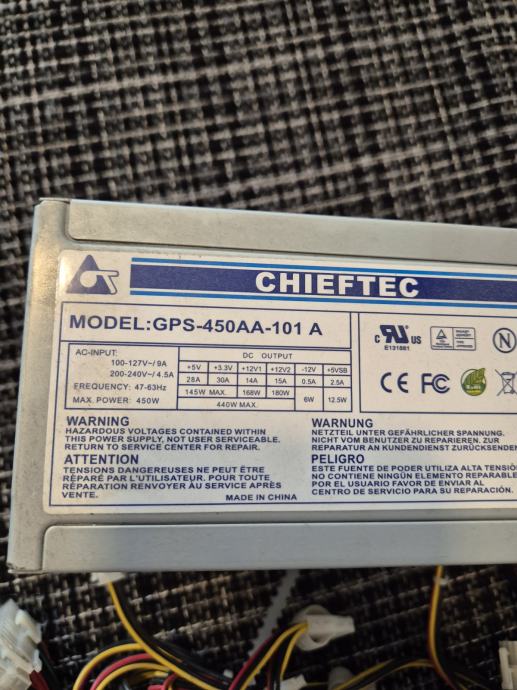 CHIEFTEC
MODEL:GPS-450AA-101 A
AC-INPUT:
100-127V~/ 9A
200-240V~/ 4.5A
FREQUENCY: 47-63Hz
MAX. POWER: 450W
DC OUTPUT
+5V +3.3V +12V1 +12V2 -12V +5VSB
28A 30A 14A 15A 0.5A 2.5A
145W MAX. 168W 180W 6W 12.5W
440W MAX.
c RU US
E131881
CE FC N
RoHS
WARNING
HAZARDOUS VOLTAGES CONTAINED WITHIN
THIS POWER SUPPLY, NOT USER SERVICEABLE.
RETURN TO SERVICE CENTER FOR REPAIR.
ATTENTION
TENSIONS DANGEREUSES NE PEUT ÊTRE
RÉPARÉ PAR L'UTILISATEUR. POUR TOUTE
RÉPARATION RENVOYER AU SERVICE APRÈS
VENTE.
MADE IN CHINA
WARNUNG
NETZTEIL UNTER GEFÄHRLICHER SPANNUNG.
NICHT VOM BENUTZER ZU REPARIEREN. ZUR
REPARATUR AN KUNDENDIENST ZURÜCKSENDEN
PELIGRO
ESTE FUENTE DE PODER UTILIZA ALTA TENSIÓN
NO CONTIENE NINGÚN ELEMENTO REPARABLE
POR EL USUARIO FAVOR DE ENVIAR AL
CENTRO DE SERVICIO PARA SU REPARACIÓN.